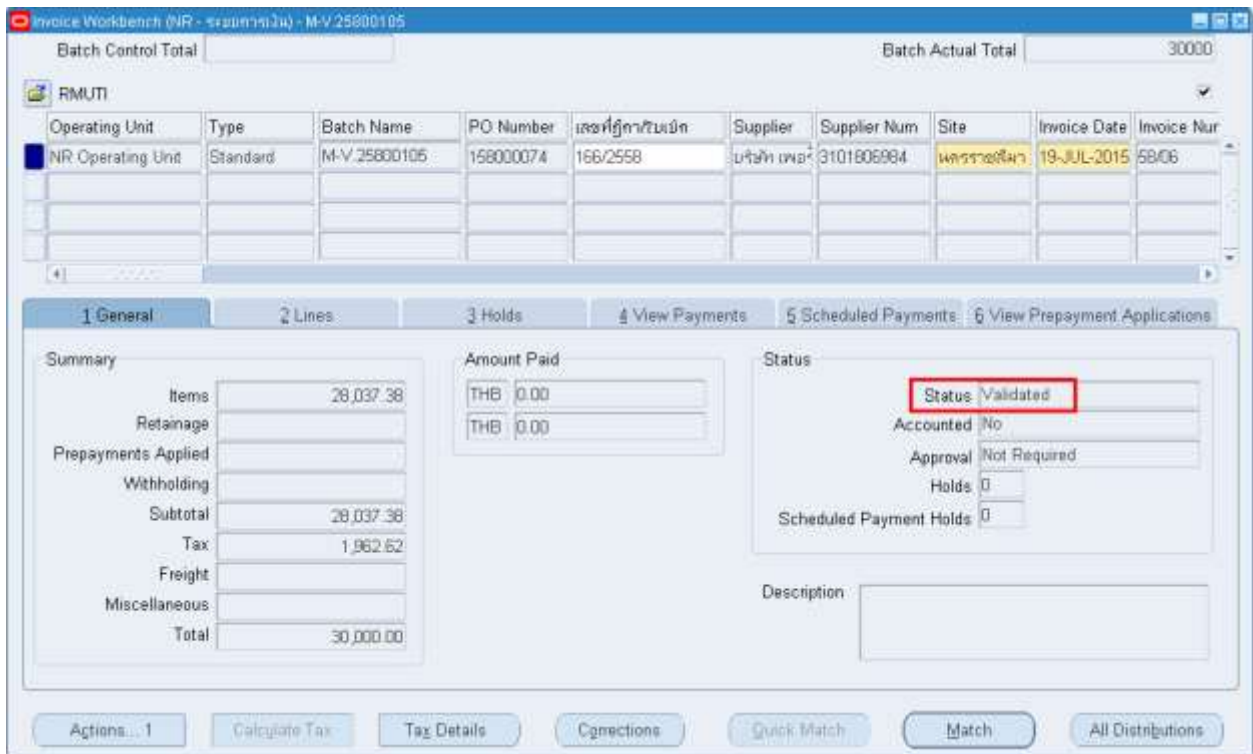 Invoice Workbench (NR - ระบบการเงิน) - M-V.25800105
Batch Control Total
Batch Actual Total 30000
RMUTI
Operating Unit Type Batch Name PO Number เลขที่ฎีกา/ใบเบิก Supplier Supplier Num Site Invoice Date Invoice Nur
NR Operating Unit Standard M-V.25800105 158000074 166/2558 บริษัท เพอร์ 3101806984 นครราชสีมา 19-JUL-2015 58/06
1 General 2 Lines 3 Holds 4 View Payments 5 Scheduled Payments 6 View Prepayment Applications
Summary Amount Paid Status
Items 28,037.38 THB 0.00 Status Validated
Retainage THB 0.00 Accounted No
Prepayments Applied Approval Not Required
Withholding Holds 0
Subtotal 28,037.38 Scheduled Payment Holds 0
Tax 1,962.62
Freight
Miscellaneous Description
Total 30,000.00
Actions... 1 Calculate Tax Tax Details Corrections Quick Match Match All Distributions